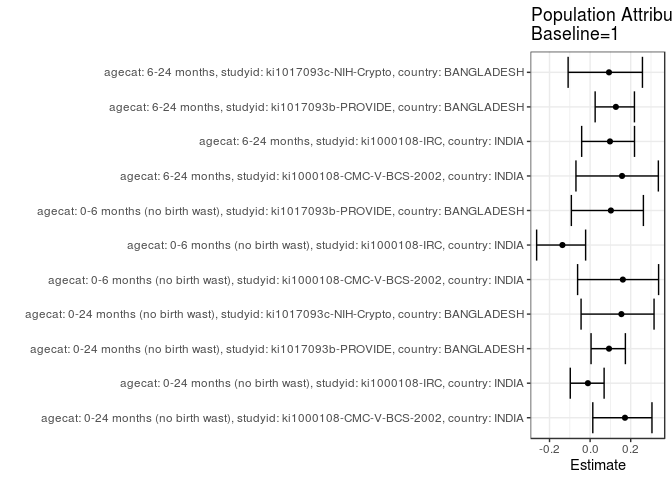 Population Attribu
Baseline=1
agecat: 6-24 months, studyid: ki1017093c-NIH-Crypto, country: BANGLADESH
agecat: 6-24 months, studyid: ki1017093b-PROVIDE, country: BANGLADESH
agecat: 6-24 months, studyid: ki1000108-IRC, country: INDIA
agecat: 6-24 months, studyid: ki1000108-CMC-V-BCS-2002, country: INDIA
agecat: 0-6 months (no birth wast), studyid: ki1017093b-PROVIDE, country: BANGLADESH
agecat: 0-6 months (no birth wast), studyid: ki1000108-IRC, country: INDIA
agecat: 0-6 months (no birth wast), studyid: ki1000108-CMC-V-BCS-2002, country: INDIA
agecat: 0-24 months (no birth wast), studyid: ki1017093c-NIH-Crypto, country: BANGLADESH
agecat: 0-24 months (no birth wast), studyid: ki1017093b-PROVIDE, country: BANGLADESH
agecat: 0-24 months (no birth wast), studyid: ki1000108-IRC, country: INDIA
agecat: 0-24 months (no birth wast), studyid: ki1000108-CMC-V-BCS-2002, country: INDIA
-0.2 0.0 0.2
Estimate